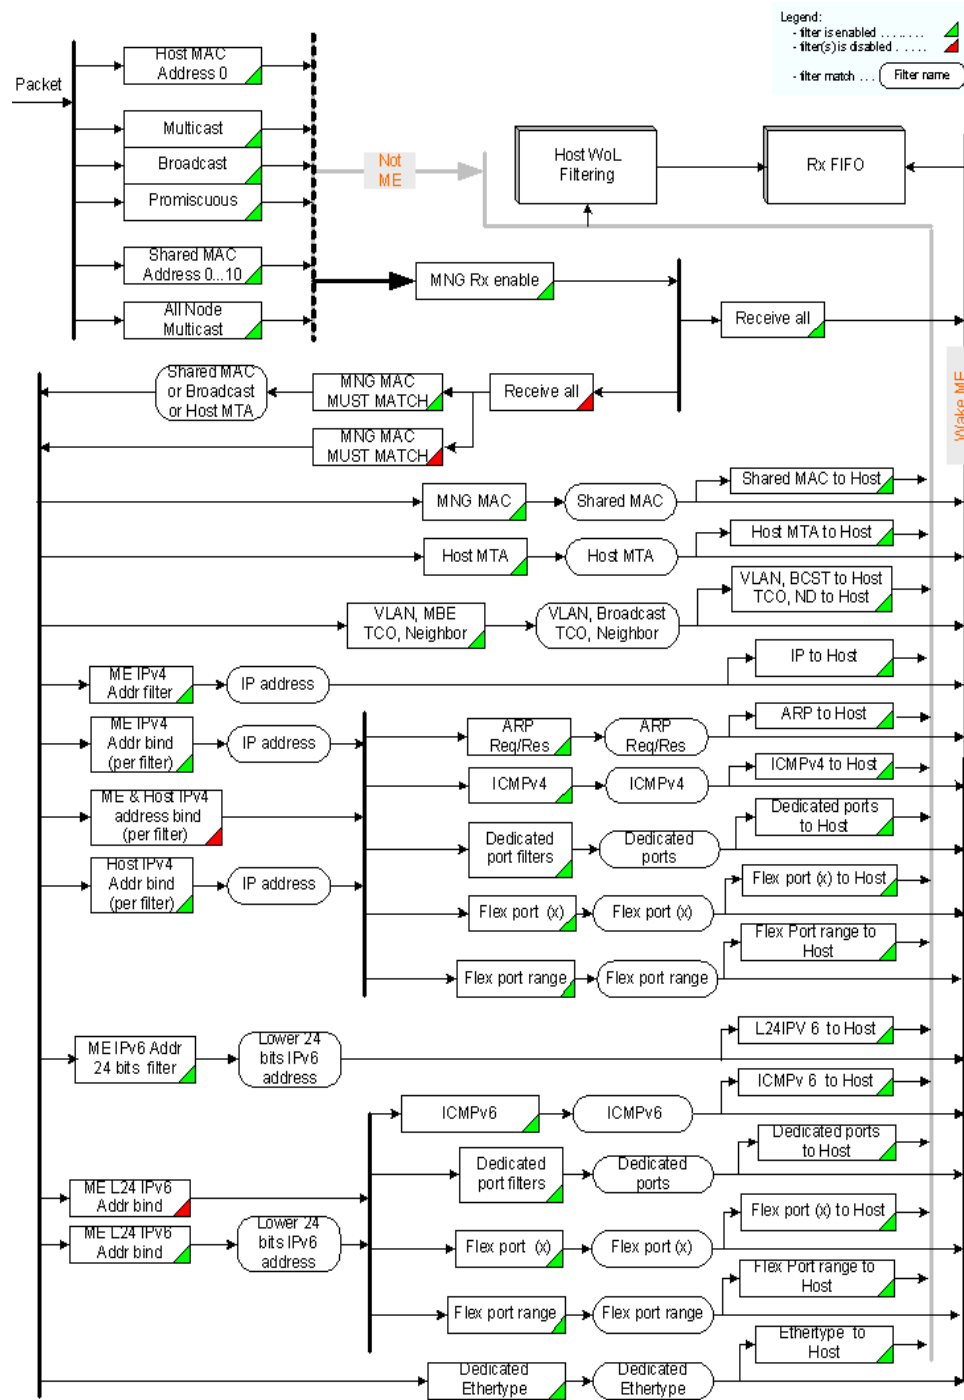 Legend:
- filter is enabled . . . . . . . .
- filter(s) is disabled . . . . . .
- filter match . . . Filter name
Packet
Host MAC
Address 0
Multicast
Broadcast
Promiscuous
Shared MAC
Address 0...10
All Node
Multicast
Not
ME
Host WoL
Filtering
Rx FIFO
MNG Rx enable
Receive all
Wake ME
Shared MAC
or Broadcast
or Host MTA
MNG MAC
MUST MATCH
Receive all
MNG MAC
MUST MATCH
MNG MAC
Shared MAC
Shared MAC to Host
Host MTA
Host MTA
Host MTA to Host
VLAN, MBE
TCO, Neighbor
VLAN, Broadcast
TCO, Neighbor
VLAN, BCST to Host
TCO, ND to Host
ME IPv4
Addr filter
IP address
IP to Host
ME IPv4
Addr bind
(per filter)
IP address
ARP
Req/Res
ARP
Req/Res
ARP to Host
ME & Host IPv4
address bind
(per filter)
ICMPv4
ICMPv4
ICMPv4 to Host
Host IPv4
Addr bind
(per filter)
IP address
Dedicated
port filters
Dedicated
ports
Dedicated ports
to Host
Flex port (x)
Flex port (x)
Flex port (x) to Host
Flex port range
Flex port range
Flex Port range to
Host
ME IPv6 Addr
24 bits filter
Lower 24
bits IPv6
address
L24IPV 6 to Host
ICMPv6
ICMPv6
ICMPv 6 to Host
Dedicated
port filters
Dedicated
ports
Dedicated ports
to Host
ME L24 IPv6
Addr bind
ME L24 IPv6
Addr bind
Lower 24
bits IPv6
address
Flex port (x)
Flex port (x)
Flex port (x) to Host
Flex port range
Flex port range
Flex Port range to
Host
Dedicated
Ethertype
Dedicated
Ethertype
Ethertype to
Host